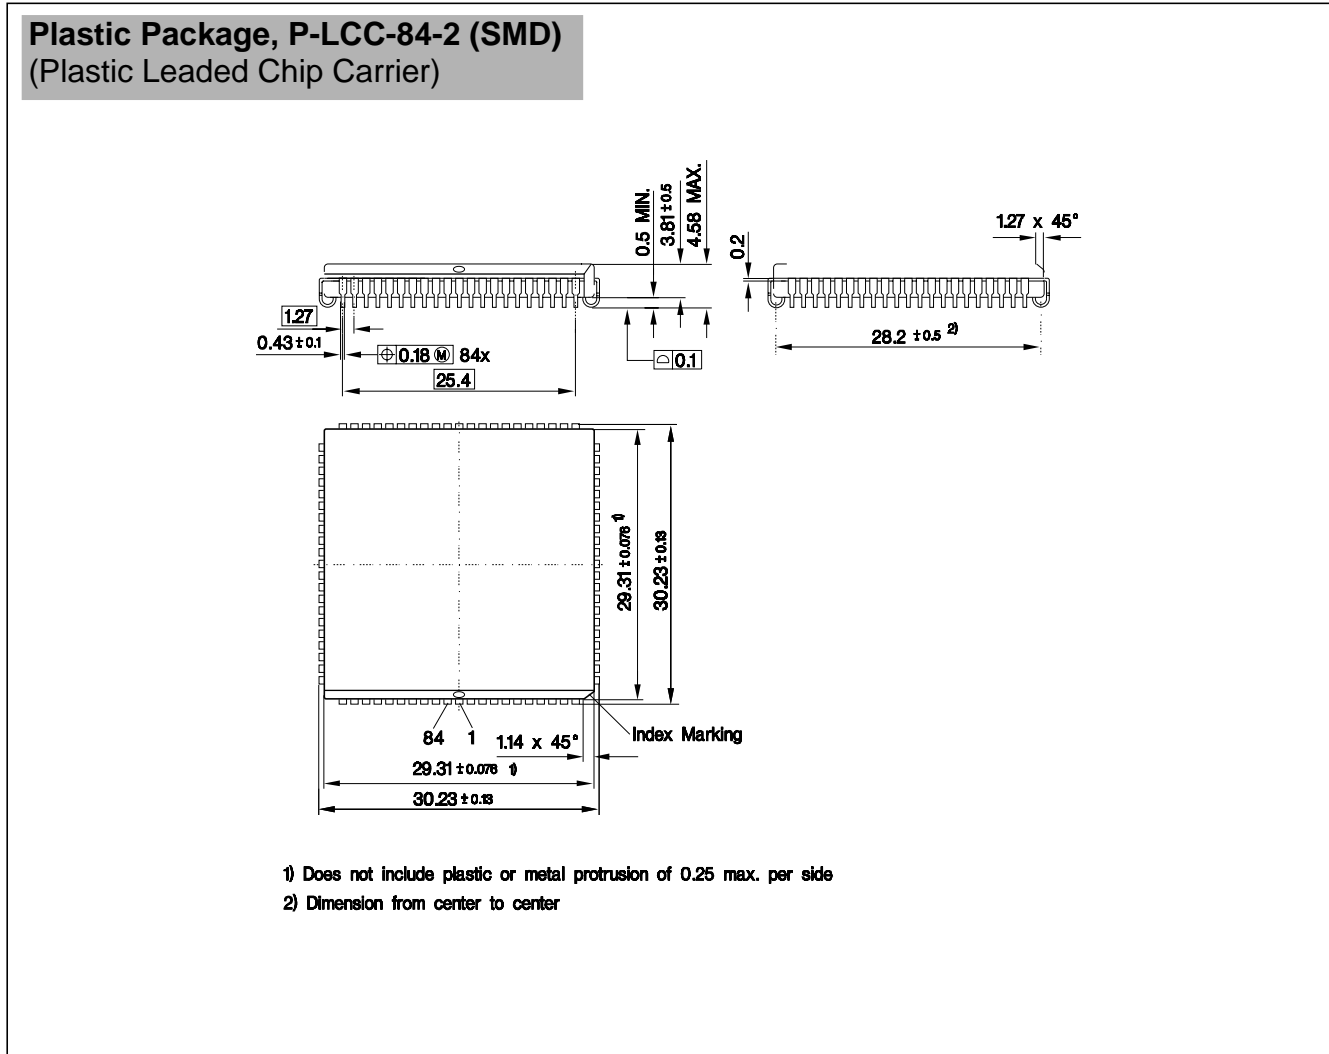 Plastic Package, P-LCC-84-2 (SMD)
(Plastic Leaded Chip Carrier)
0.5 MIN.
3.81 ± 0.5
4.58 MAX.
0.2
1.27 x 45°
1.27
0.43 ± 0.1
0.18 Ⓜ 84x
25.4
0.1
28.2 ± 0.5 2)
29.31 ± 0.076 1)
30.23 ± 0.13
84 1
1.14 x 45°
Index Marking
29.31 ± 0.076 1)
30.23 ± 0.13
1) Does not include plastic or metal protrusion of 0.25 max. per side
2) Dimension from center to center